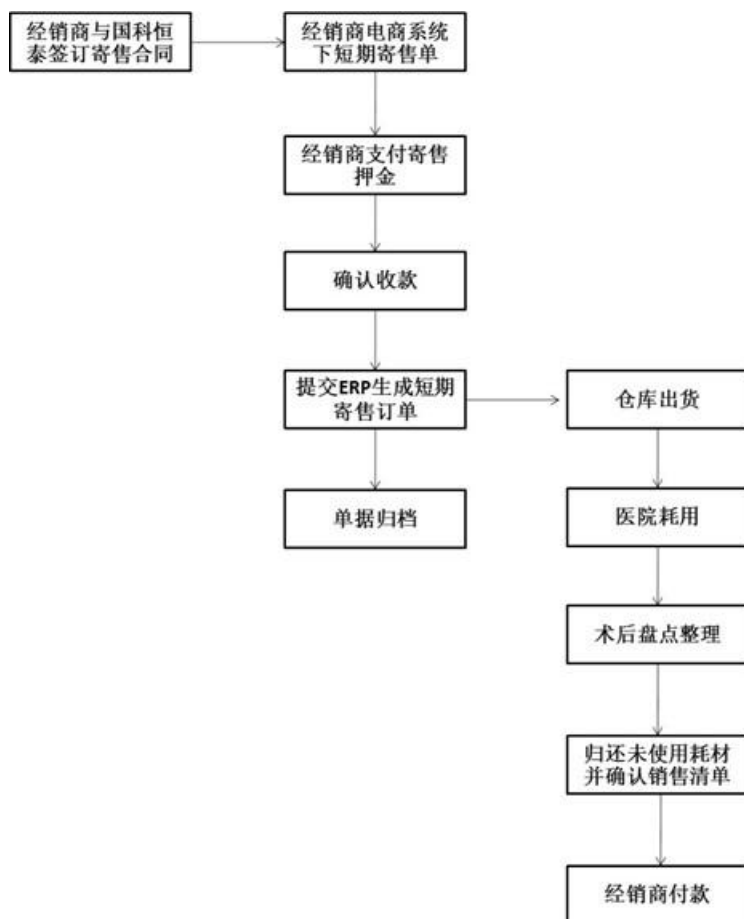 经销商与国科恒
泰签订寄售合同
经销商电商系统
下短期寄售单
经销商支付寄售
押金
确认收款
提交ERP生成短期
寄售订单
仓库出货
单据归档
医院耗用
术后盘点整理
归还未使用耗材
并确认销售清单
经销商付款